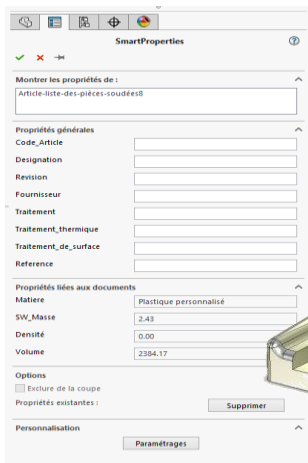 SmartProperties
Montrer les propriétés de :
Article-liste-des-pièces-soudées8
Propriétés générales
Code_Article
Designation
Revision
Fournisseur
Traitement
Traitement_thermique
Traitement_de_surface
Reference
Propriétés liées aux documents
Matiere Plastique personnalisé
SW_Masse 2.43
Densité 0.00
Volume 2384.17
Options
Exclure de la coupe
Propriétés existantes : Supprimer
Personnalisation
Paramétrages